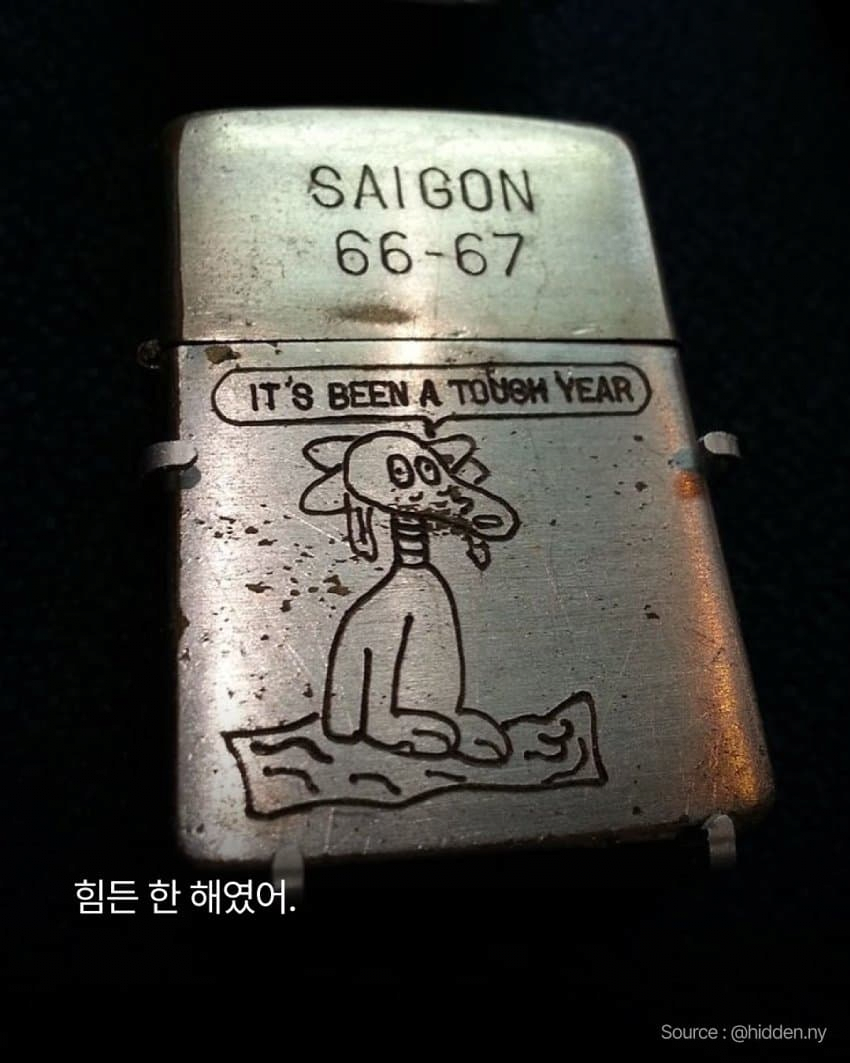 SAIGON
66-67
IT'S BEEN A TOUGH YEAR
힘든 한 해였어.
Source : @hidden.ny